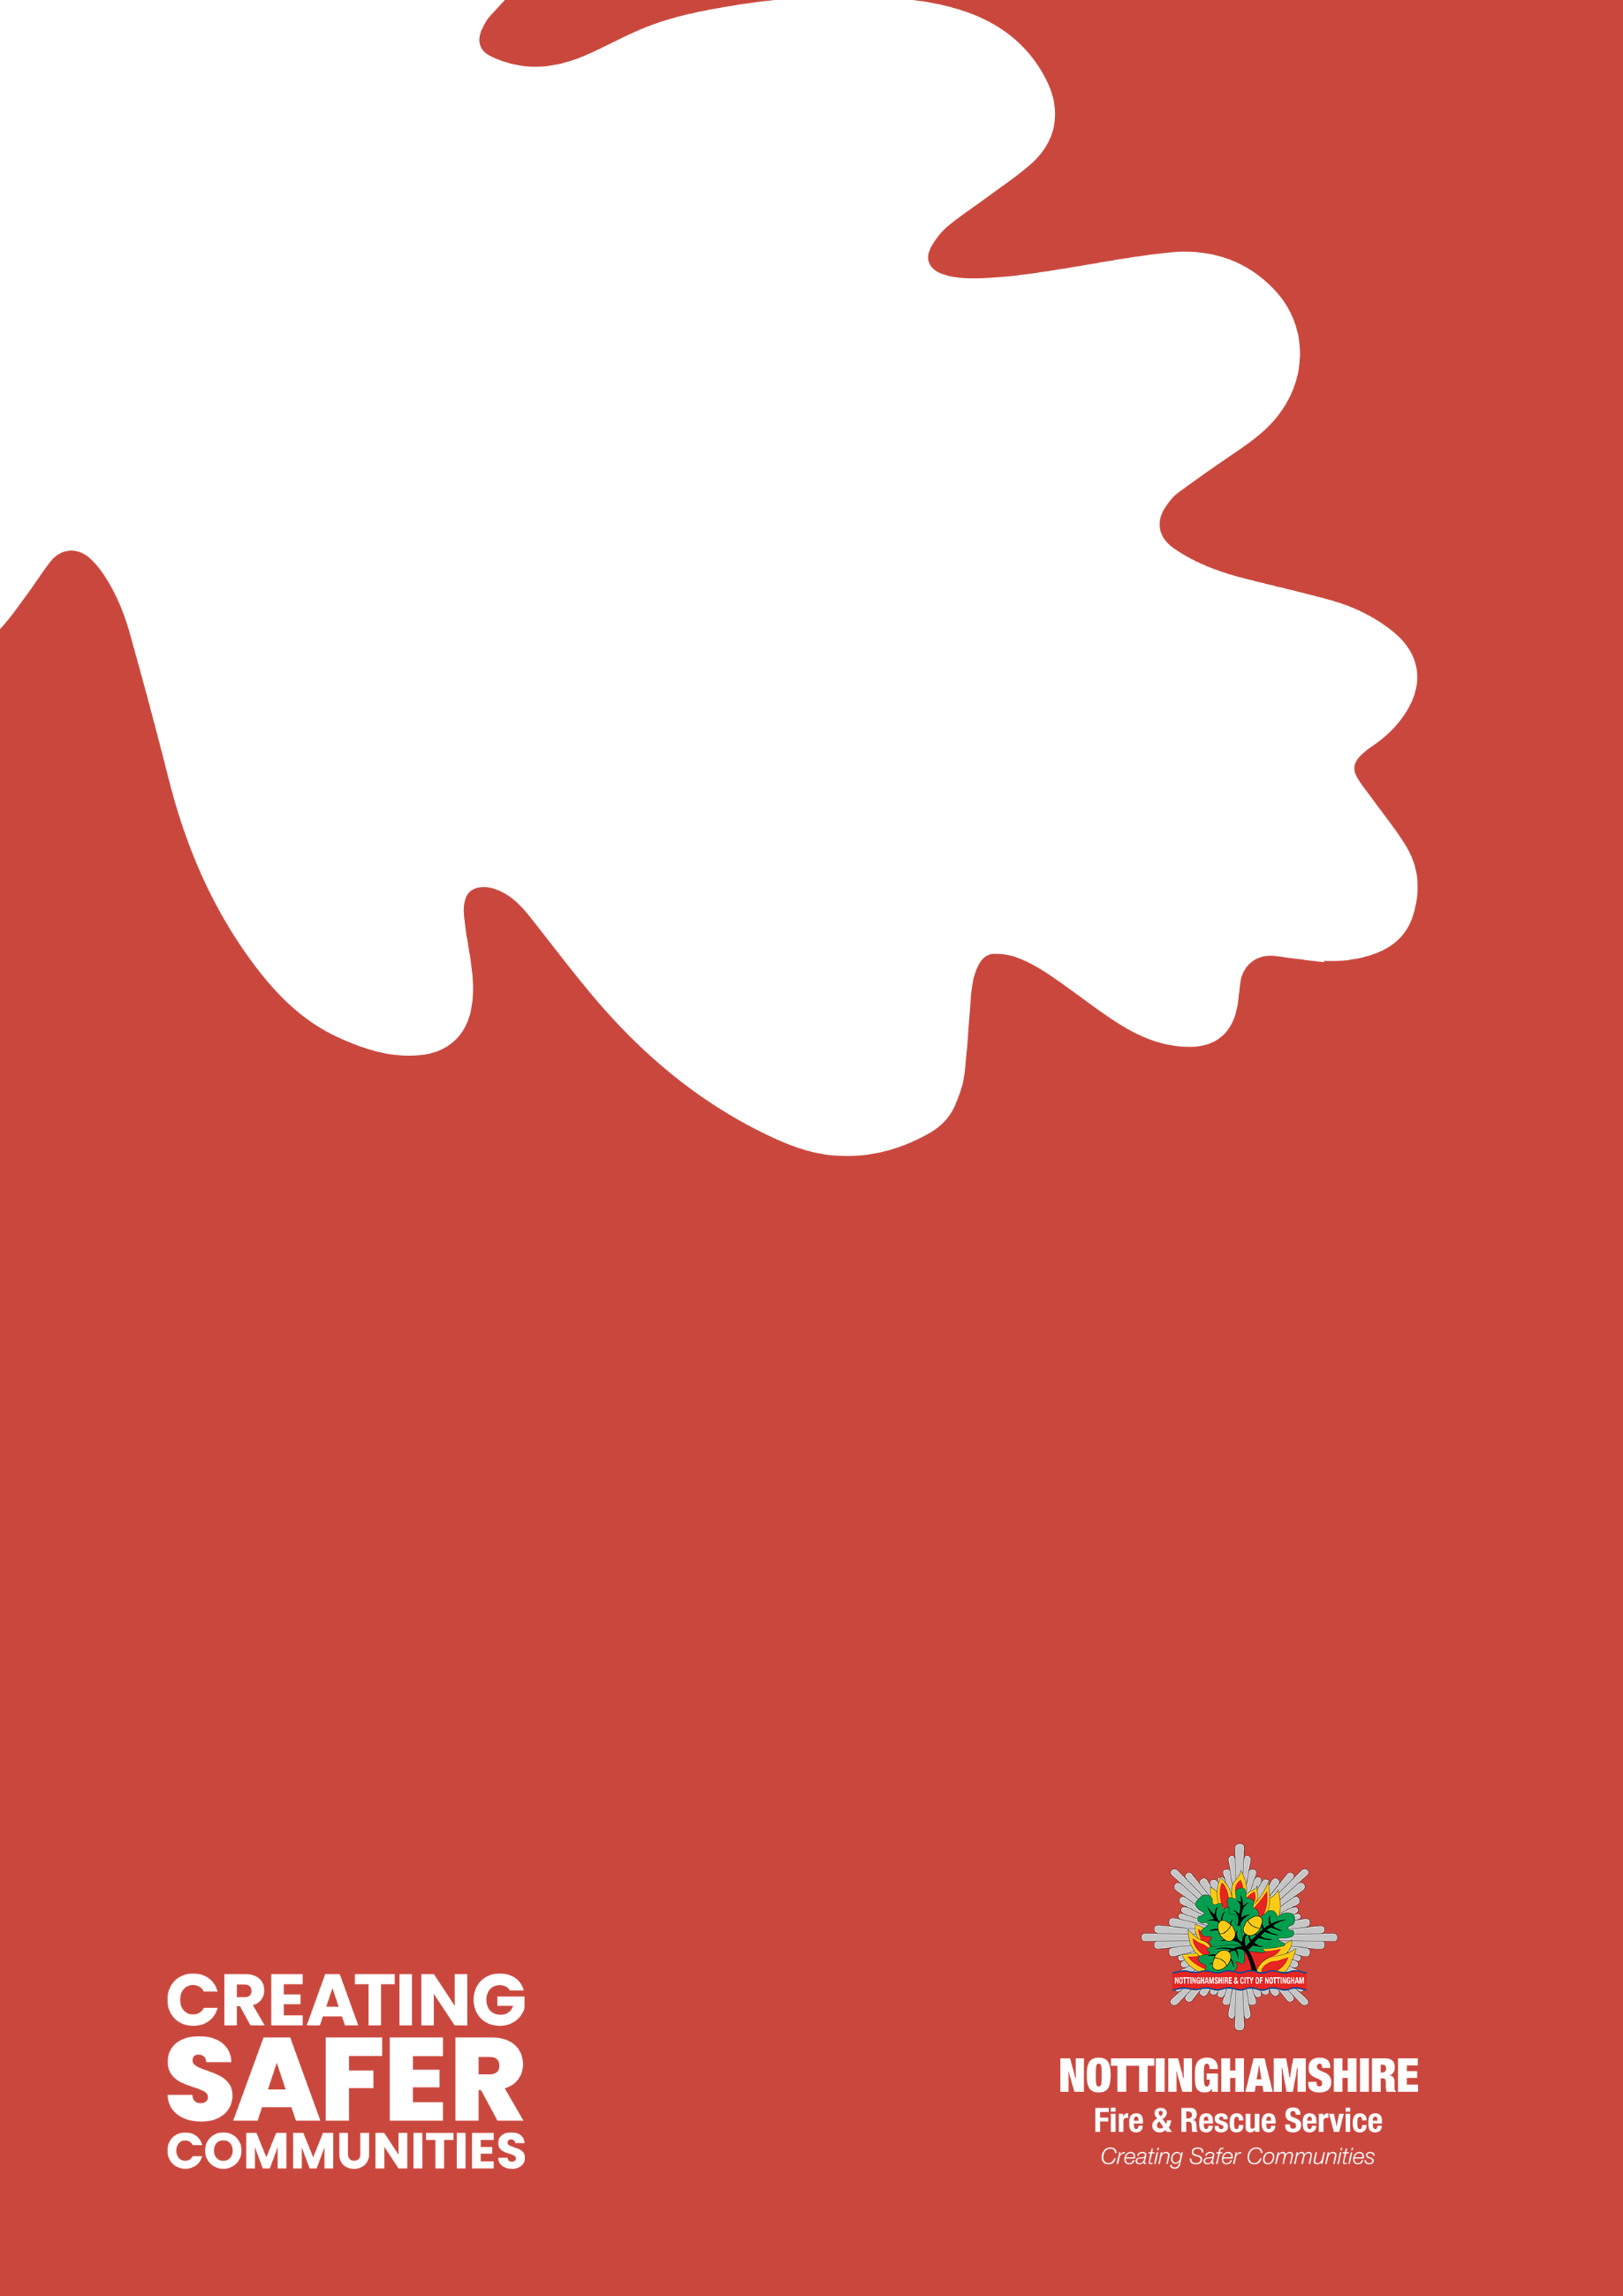 CREATING
SAFER
COMMUNITIES
NOTTINGHAMSHIRE & CITY OF NOTTINGHAM
NOTTINGHAMSHIRE
Fire & Rescue Service
Creating Safer Communities